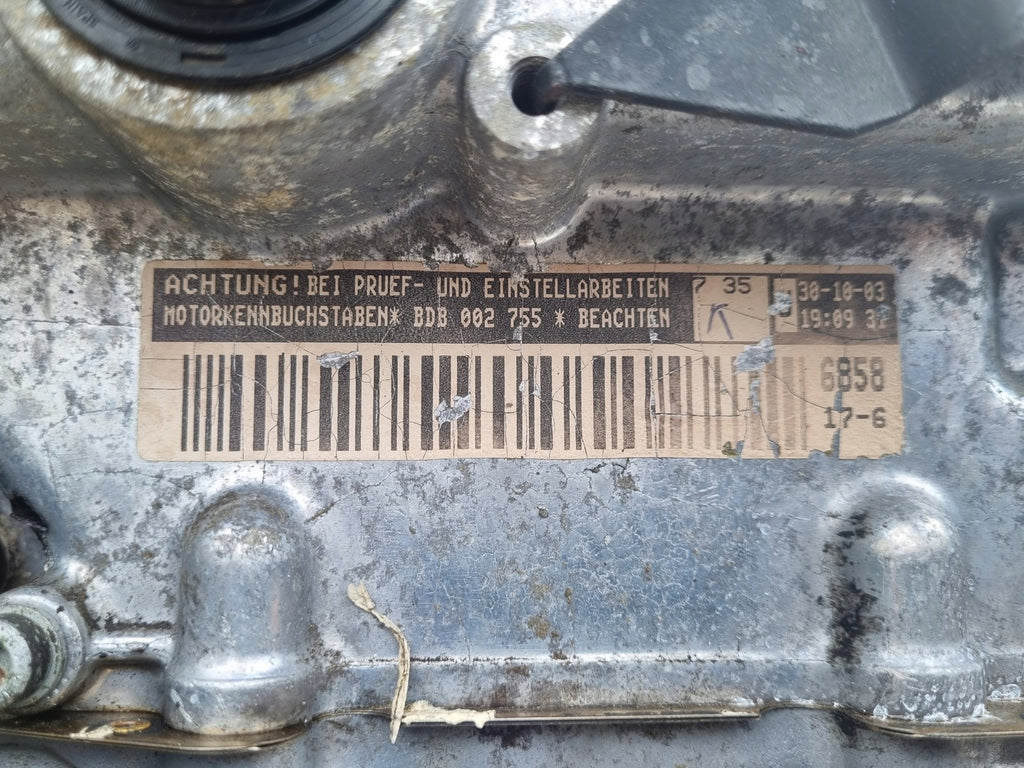 ACHTUNG! BEI PRUEF- UND EINSTELLARBEITEN
MOTORKENNBUCHSTABEN* BDB 002 755 * BEACHTEN
7 35
K
30-10-03
19:09 37
6B58
17-6